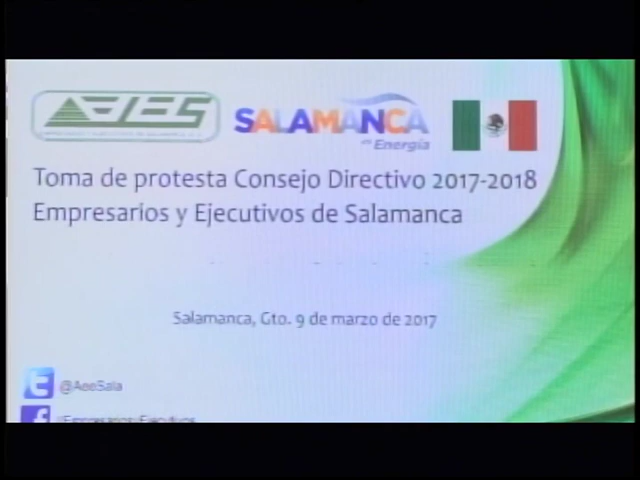 AEES
SALAMANCA
en Energía
Toma de protesta Consejo Directivo 2017-2018
Empresarios y Ejecutivos de Salamanca
Salamanca, Gto. 9 de marzo de 2017
@AeeSala